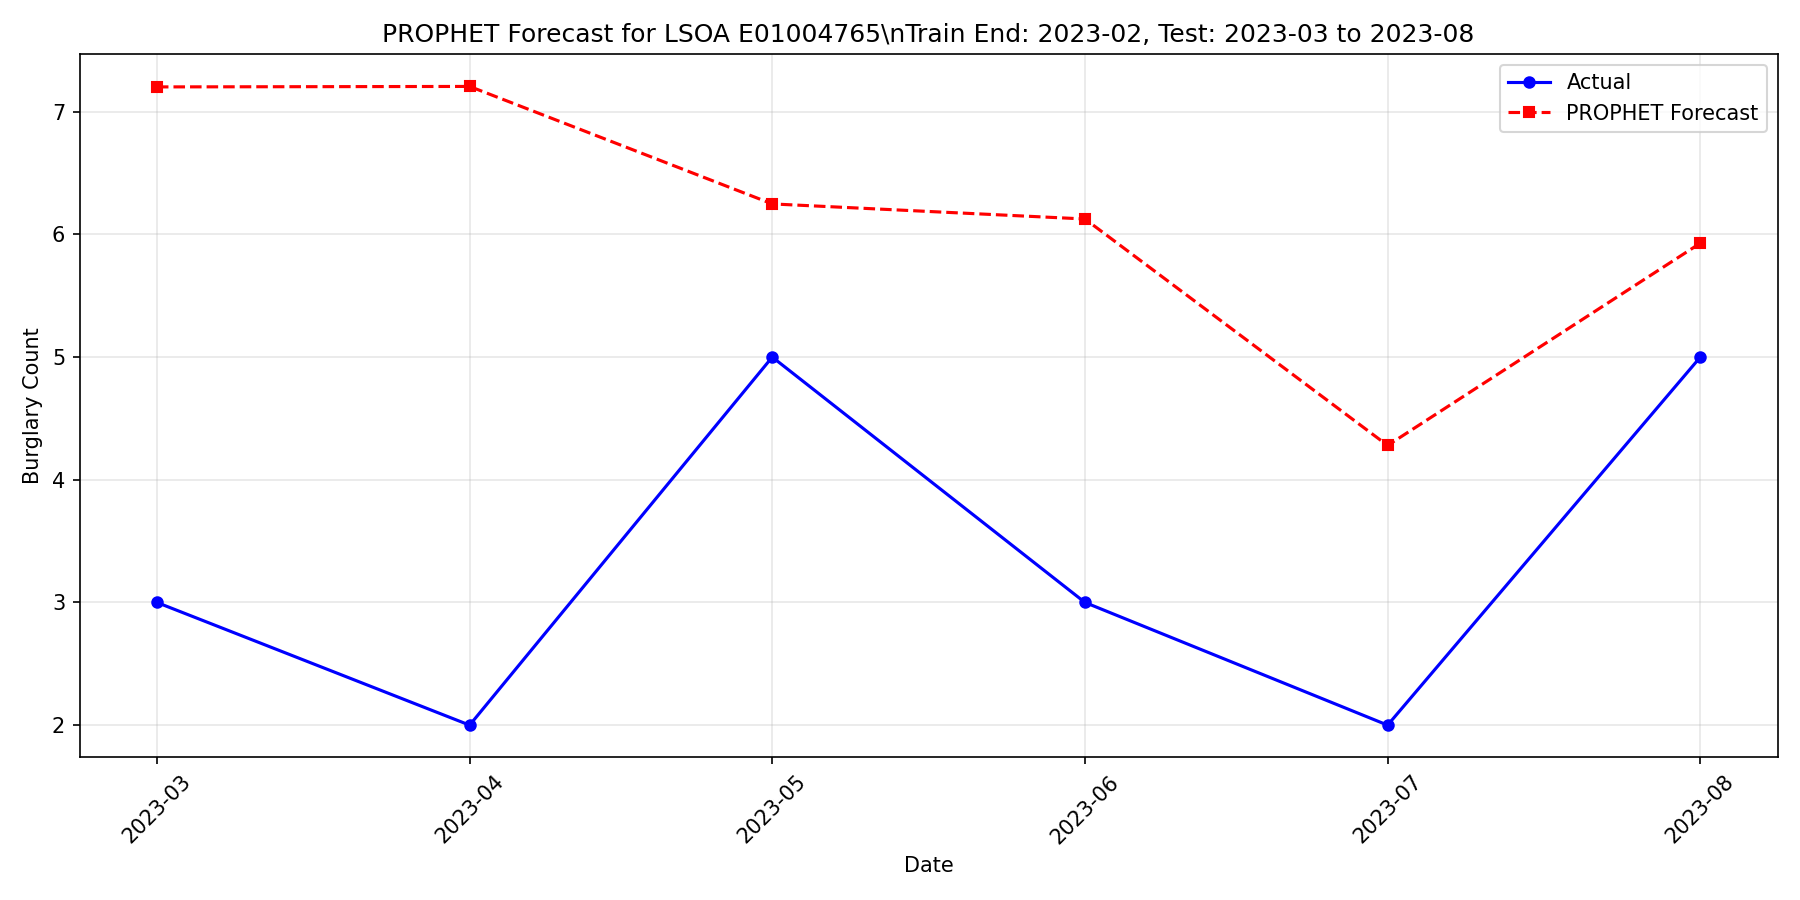 PROPHET Forecast for LSOA E01004765\nTrain End: 2023-02, Test: 2023-03 to 2023-08
Actual
PROPHET Forecast
Burglary Count
7
6
5
4
3
2
2023-03
2023-04
2023-05
2023-06
2023-07
2023-08
Date